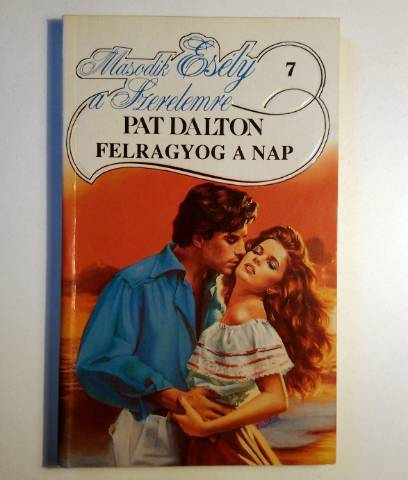 Második Esély
a Szerelemre
7
PAT DALTON
FELRAGYOG A NAP